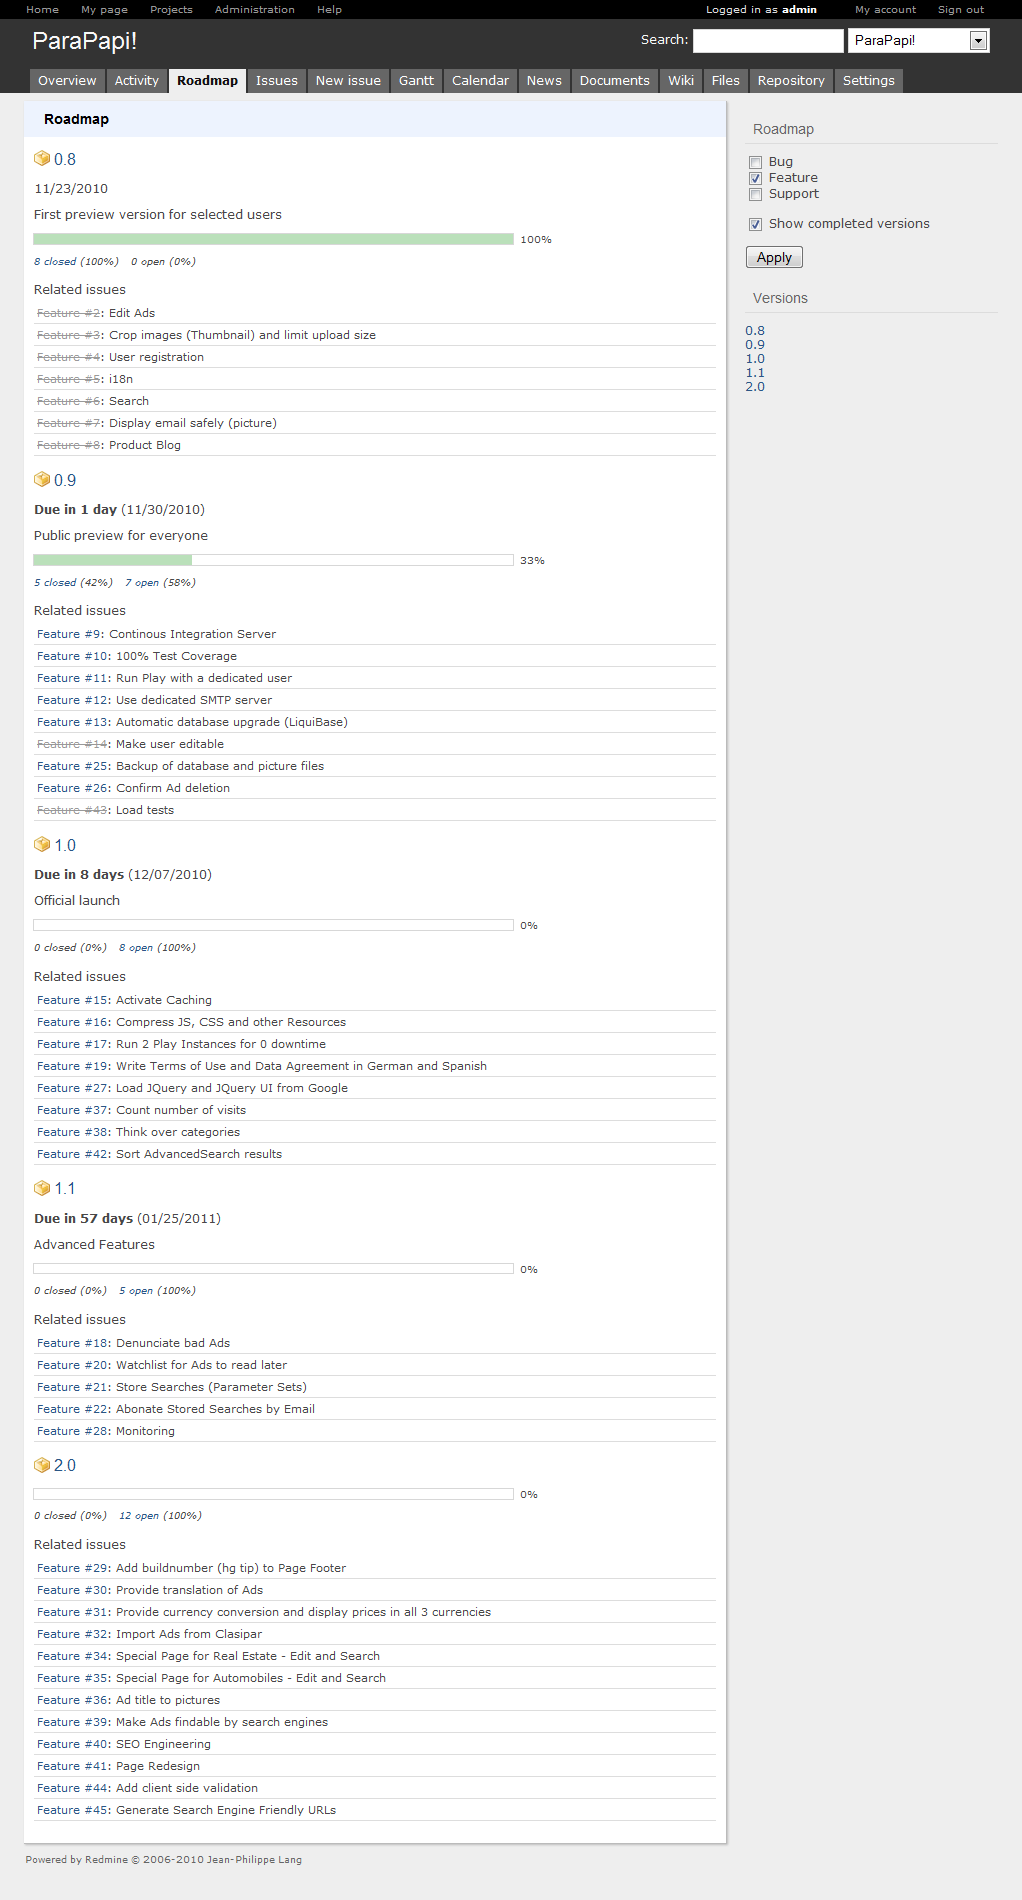 Home My page Projects Administration Help Logged in as admin My account Sign out
ParaPapi! Search: ParaPapi!
Overview Activity Roadmap Issues New issue Gantt Calendar News Documents Wiki Files Repository Settings
Roadmap
0.8
11/23/2010
First preview version for selected users
100%
8 closed (100%) 0 open (0%)
Related issues
Feature #2: Edit Ads
Feature #3: Crop images (Thumbnail) and limit upload size
Feature #4: User registration
Feature #5: i18n
Feature #6: Search
Feature #7: Display email safely (picture)
Feature #8: Product Blog
0.9
Due in 1 day (11/30/2010)
Public preview for everyone
33%
5 closed (42%) 7 open (58%)
Related issues
Feature #9: Continous Integration Server
Feature #10: 100% Test Coverage
Feature #11: Run Play with a dedicated user
Feature #12: Use dedicated SMTP server
Feature #13: Automatic database upgrade (LiquiBase)
Feature #14: Make user editable
Feature #25: Backup of database and picture files
Feature #26: Confirm Ad deletion
Feature #43: Load tests
1.0
Due in 8 days (12/07/2010)
Official launch
0%
0 closed (0%) 8 open (100%)
Related issues
Feature #15: Activate Caching
Feature #16: Compress JS, CSS and other Resources
Feature #17: Run 2 Play Instances for 0 downtime
Feature #19: Write Terms of Use and Data Agreement in German and Spanish
Feature #27: Load JQuery and JQuery UI from Google
Feature #37: Count number of visits
Feature #38: Think over categories
Feature #42: Sort AdvancedSearch results
1.1
Due in 57 days (01/25/2011)
Advanced Features
0%
0 closed (0%) 5 open (100%)
Related issues
Feature #18: Denunciate bad Ads
Feature #20: Watchlist for Ads to read later
Feature #21: Store Searches (Parameter Sets)
Feature #22: Abonate Stored Searches by Email
Feature #28: Monitoring
2.0
0%
0 closed (0%) 12 open (100%)
Related issues
Feature #29: Add buildnumber (hg tip) to Page Footer
Feature #30: Provide translation of Ads
Feature #31: Provide currency conversion and display prices in all 3 currencies
Feature #32: Import Ads from Clasipar
Feature #34: Special Page for Real Estate - Edit and Search
Feature #35: Special Page for Automobiles - Edit and Search
Feature #36: Ad title to pictures
Feature #39: Make Ads findable by search engines
Feature #40: SEO Engineering
Feature #41: Page Redesign
Feature #44: Add client side validation
Feature #45: Generate Search Engine Friendly URLs
Roadmap
Bug
Feature
Support
Show completed versions
Apply
Versions
0.8
0.9
1.0
1.1
2.0
Powered by Redmine © 2006-2010 Jean-Philippe Lang